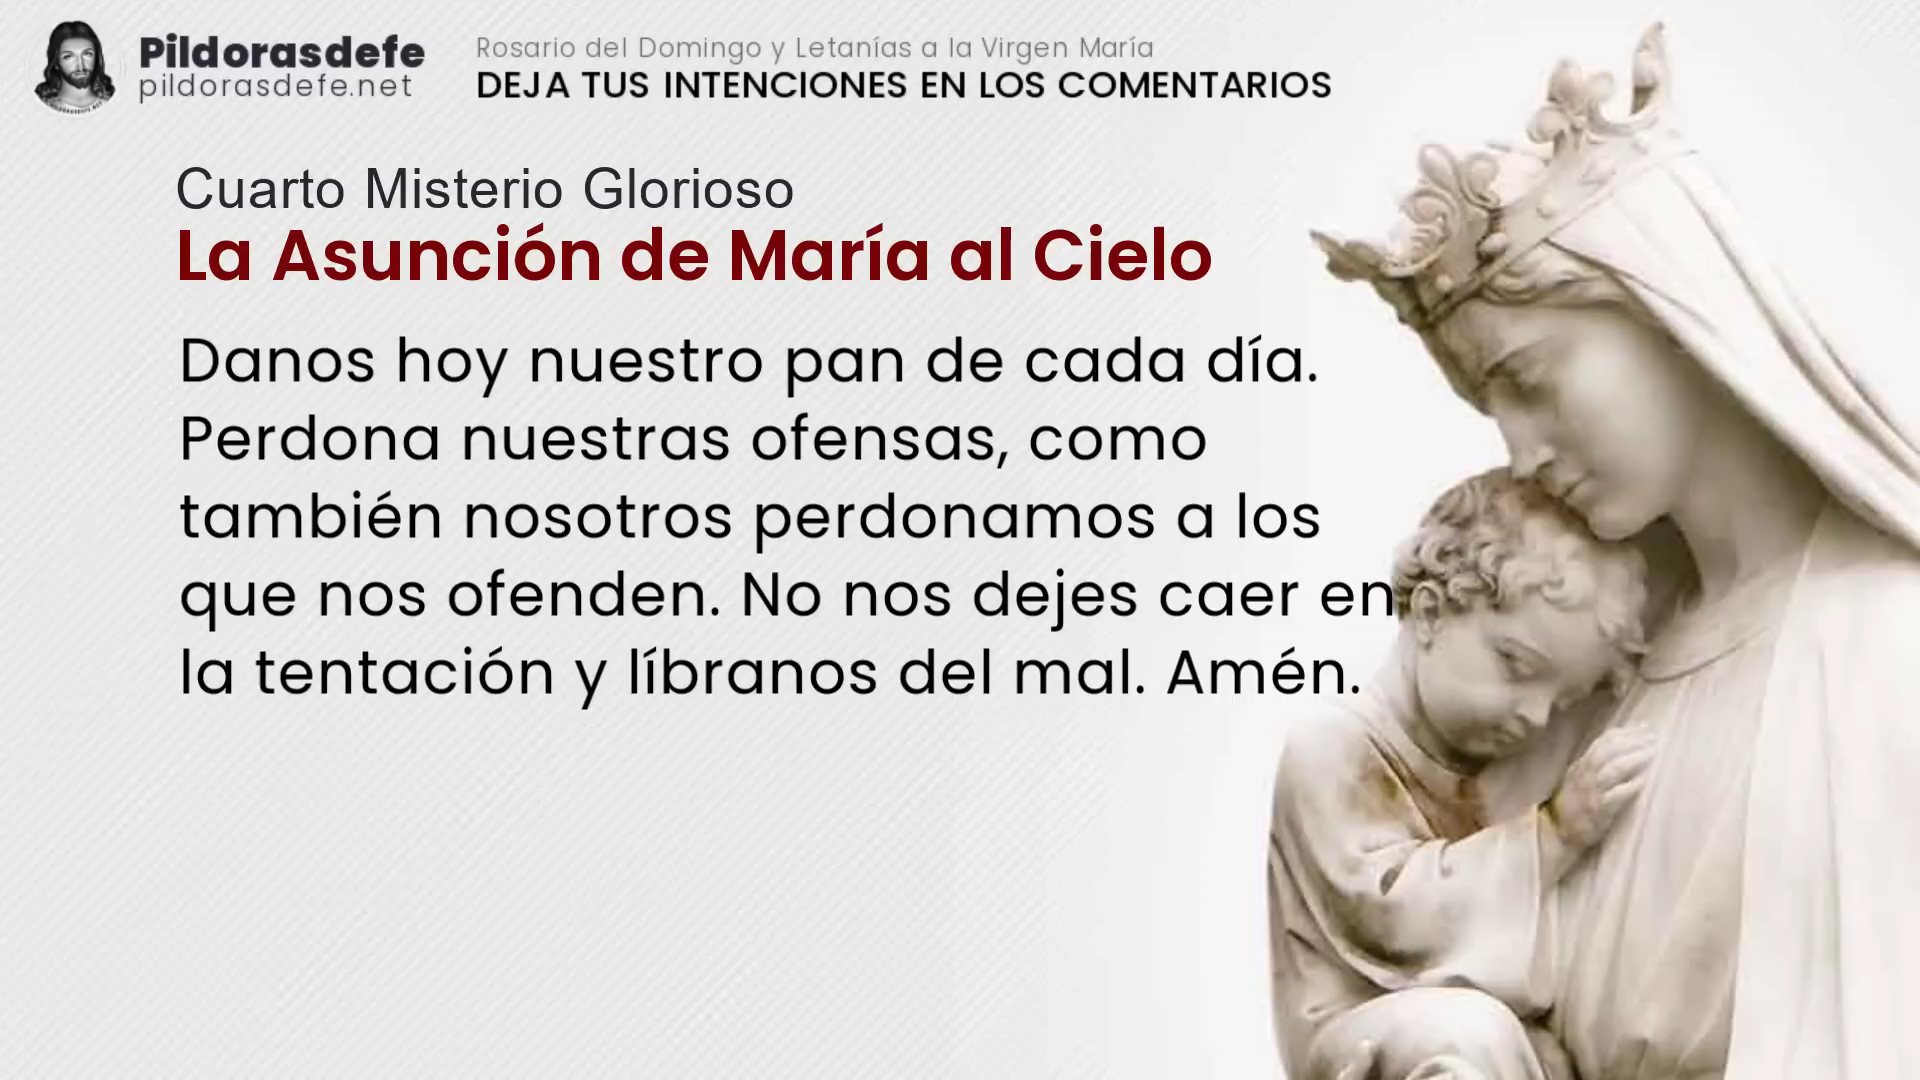 Pildorasdefe
pildorasdefe.net
Rosario del Domingo y Letanías a la Virgen María
DEJA TUS INTENCIONES EN LOS COMENTARIOS
Cuarto Misterio Glorioso
La Asunción de María al Cielo
Danos hoy nuestro pan de cada día.
Perdona nuestras ofensas, como
también nosotros perdonamos a los
que nos ofenden. No nos dejes caer en
la tentación y líbranos del mal. Amén.